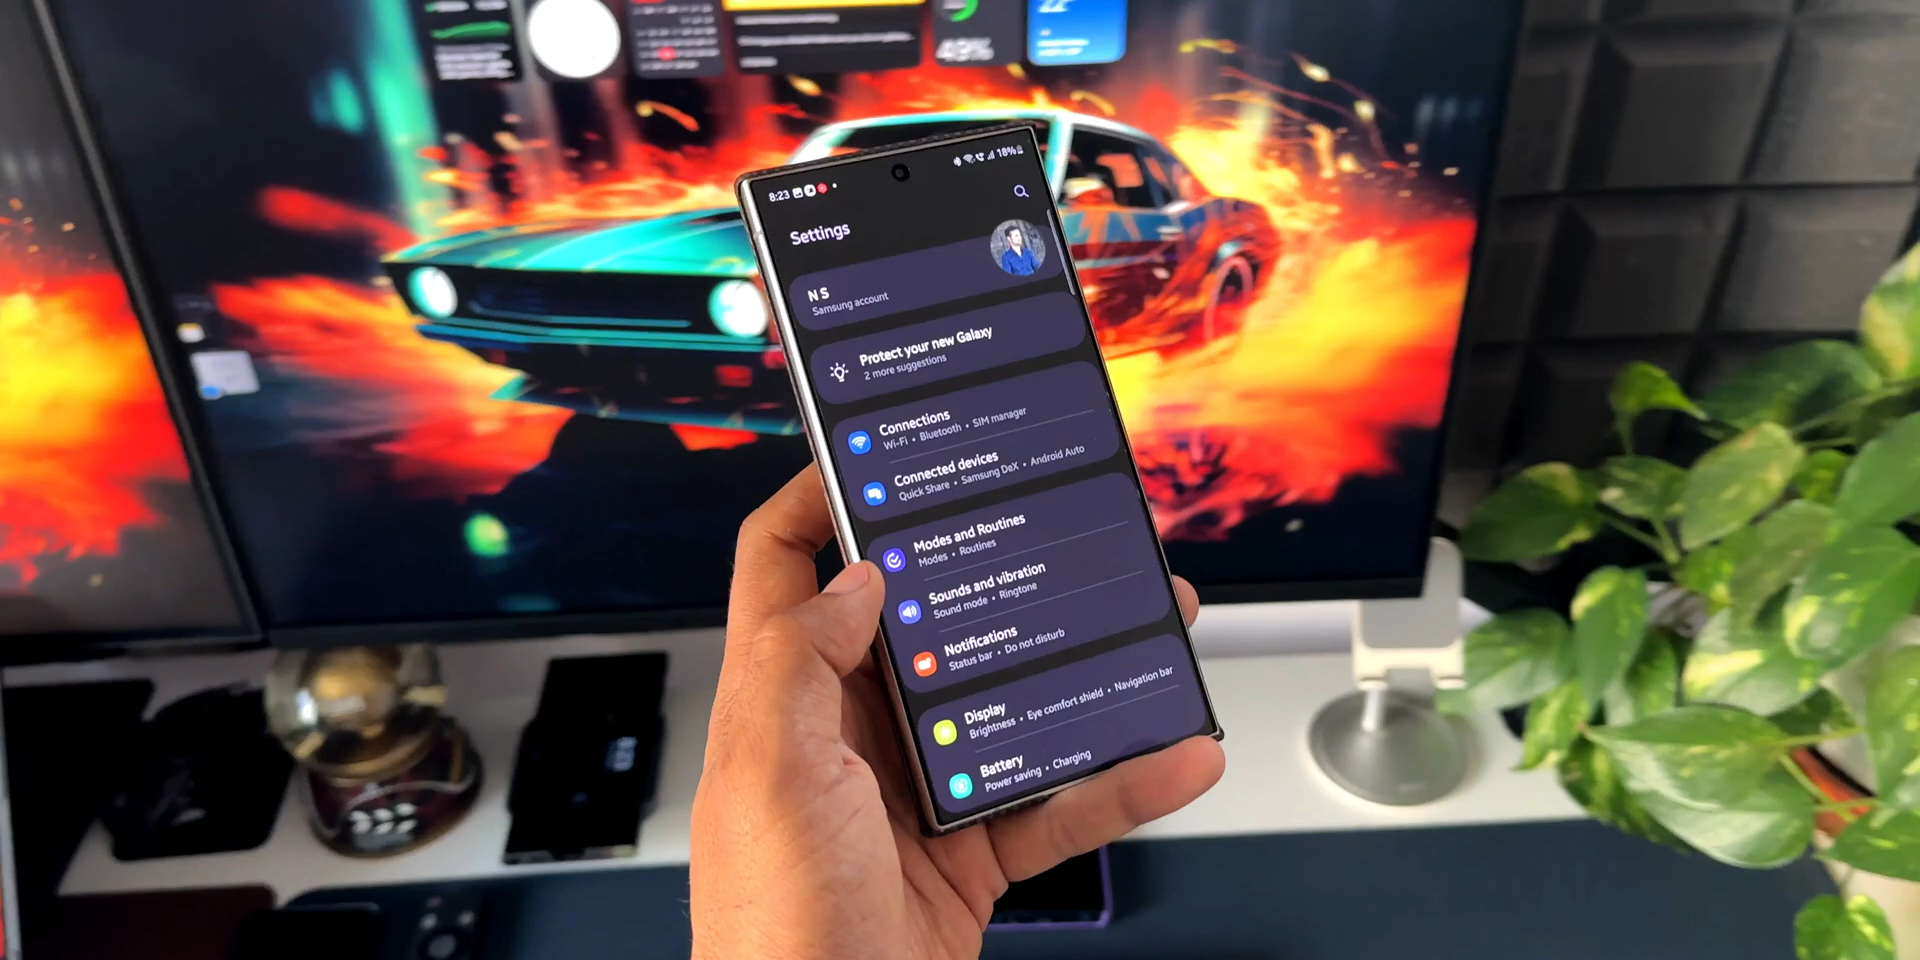 49%
22°
8:23
18%
Settings
N S
Samsung account
Protect your new Galaxy
2 more suggestions
Connections
Wi-Fi • Bluetooth • SIM manager
Connected devices
Quick Share • Samsung DeX • Android Auto
Modes and Routines
Modes • Routines
Sounds and vibration
Sound mode • Ringtone
Notifications
Status bar • Do not disturb
Display
Brightness • Eye comfort shield • Navigation bar
Battery
Power saving • Charging